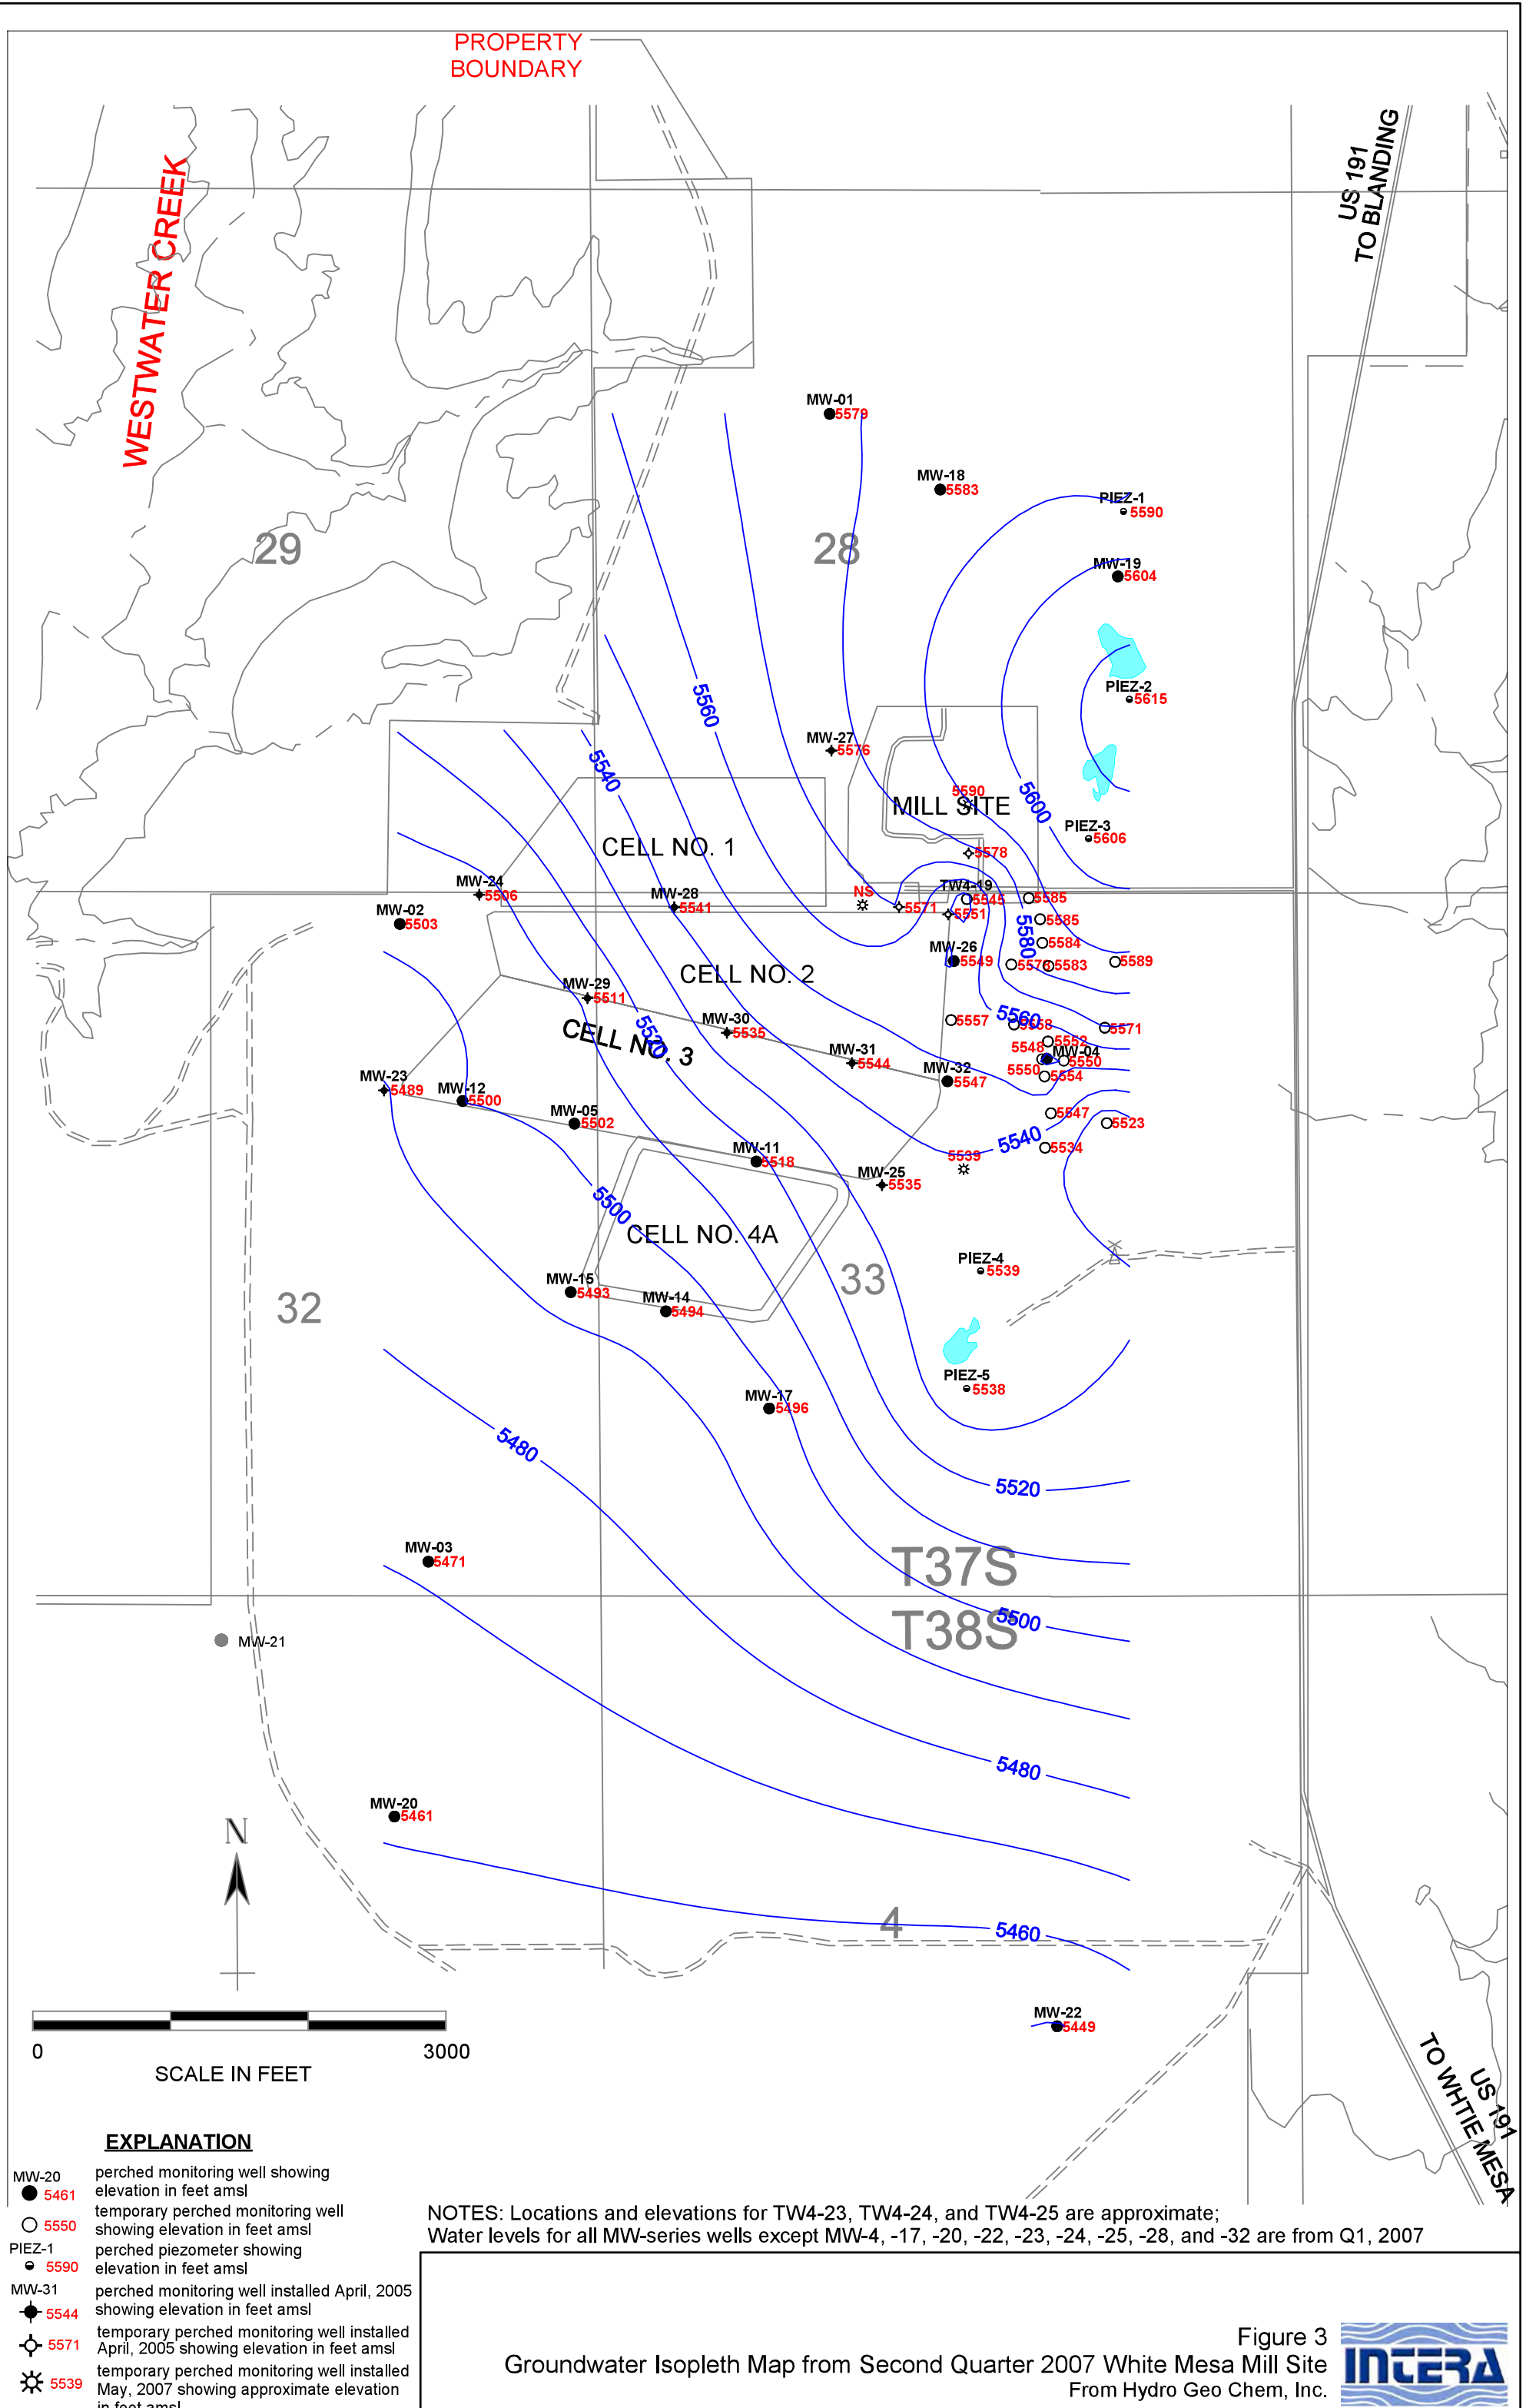 PROPERTY
BOUNDARY
WESTWATER CREEK
US 191
TO BLANDING
MW-01
5579
MW-18
5583
PIEZ-1
5590
29
28
MW-19
5604
5560
PIEZ-2
5615
MW-27
5576
5540
5590
MILL SITE
5600
PIEZ-3
5606
CELL NO. 1
5578
MW-24
5506
MW-28
5541
NS
5571
TW4-19
5545
5551
5585
5585
MW-02
5503
5580
5584
MW-26
5549
5583
5589
CELL NO. 2
MW-29
5511
MW-30
5535
5520
CELL NO. 3
5557
5560
5558
5571
5552
5548
MW-04
5550
5550
5554
MW-31
5544
MW-32
5547
MW-23
5489
MW-12
5500
MW-05
5502
5547
5523
5540
5534
MW-11
5518
5539
MW-25
5535
5500
CELL NO. 4A
PIEZ-4
5539
33
32
MW-15
5493
MW-14
5494
PIEZ-5
5538
MW-17
5496
5480
5520
MW-03
5471
T37S
T38S
5500
MW-21
5480
MW-20
5461
N
4
5460
MW-22
5449
US 191
TO WHTIE MESA
0
3000
SCALE IN FEET
EXPLANATION
MW-20
5461
perched monitoring well showing
elevation in feet amsl
5550
temporary perched monitoring well
showing elevation in feet amsl
PIEZ-1
5590
perched piezometer showing
elevation in feet amsl
MW-31
5544
perched monitoring well installed April, 2005
showing elevation in feet amsl
5571
temporary perched monitoring well installed
April, 2005 showing elevation in feet amsl
5539
temporary perched monitoring well installed
May, 2007 showing approximate elevation
in feet amsl
NOTES: Locations and elevations for TW4-23, TW4-24, and TW4-25 are approximate;
Water levels for all MW-series wells except MW-4, -17, -20, -22, -23, -24, -25, -28, and -32 are from Q1, 2007
Figure 3
Groundwater Isopleth Map from Second Quarter 2007 White Mesa Mill Site
From Hydro Geo Chem, Inc.
INTERA